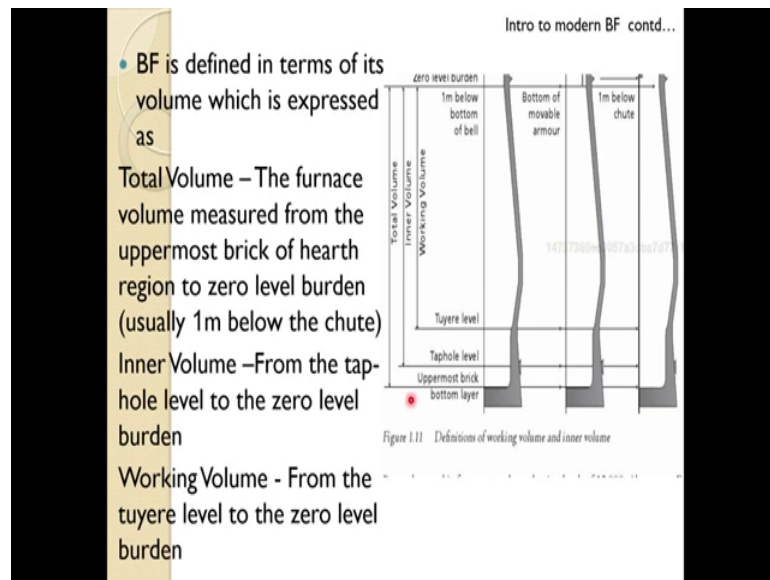 Intro to modern BF contd...
• BF is defined in terms of its
volume which is expressed
as
Total Volume – The furnace
volume measured from the
uppermost brick of hearth
region to zero level burden
(usually 1m below the chute)
Inner Volume –From the tap-
hole level to the zero level
burden
Working Volume - From the
tuyere level to the zero level
burden
Zero level burden
1m below
bottom
of bell
Bottom of
movable
armour
1m below
chute
Total Volume
Inner Volume
Working Volume
Tuyere level
Taphole level
Uppermost brick
bottom layer
Figure 1.11 Definitions of working volume and inner volume